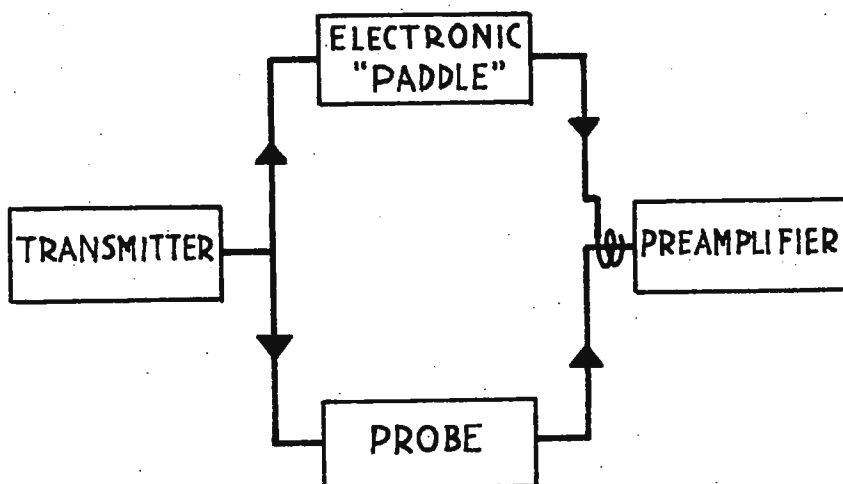 ELECTRONIC
"PADDLE"
TRANSMITTER
PREAMPLIFIER
PROBE